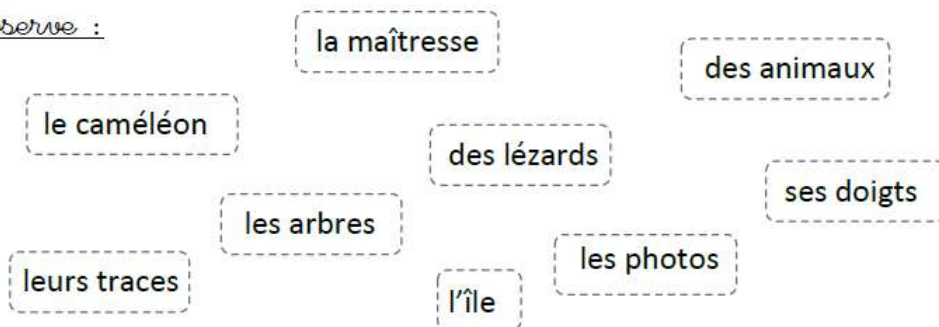 serve :
la maîtresse
des animaux
le caméléon
des lézards
ses doigts
les arbres
les photos
leurs traces
l'île